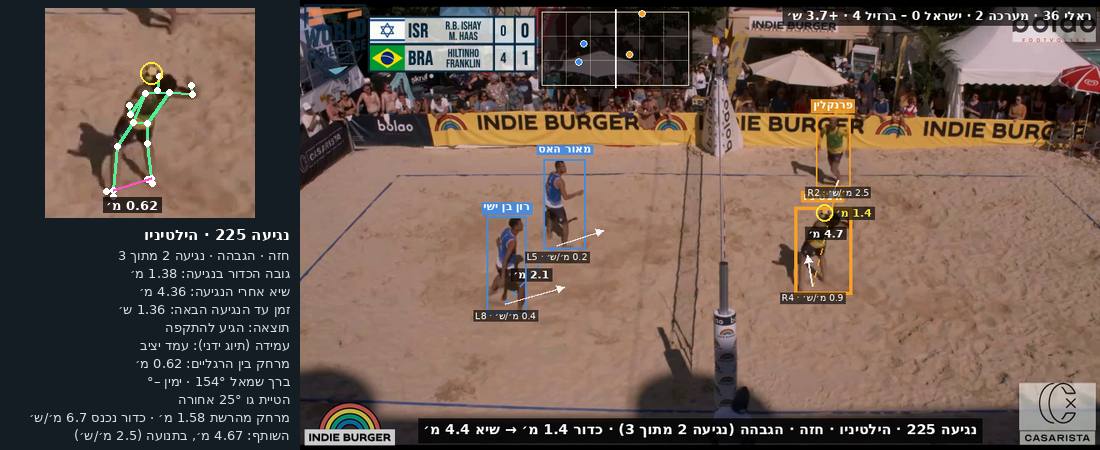 ראלי 36 · מערכה 2 · ישראל 0 – ברזיל 4 · +3.7 ש׳
ISR R.B. ISHAY M. HAAS 0 0
BRA HILTINHO FRANKLIN 4 1
WORLD
skrul
bolao
INDIE BURGER
bolao
FOOTVOLLEY
CASARISTA
bolao
INDIE BURGER
INDIE BURGER
פרנקלין
מאור האס
רון בן ישי
R2 · 2.5 מ׳/ש׳
1.4 מ׳
4.7 מ׳
L5 · 0.2 מ׳/ש׳
2.1 מ׳
R4 · 0.9 מ׳/ש׳
L8 · 0.4 מ׳/ש׳
0.62 מ׳
נגיעה 225 · הילטיניו
חזה · הגבהה · נגיעה 2 מתוך 3
גובה הכדור בנגיעה: 1.38 מ׳
שיא אחרי הנגיעה: 4.36 מ׳
זמן עד הנגיעה הבאה: 1.36 ש׳
תוצאה: הגיע להתקפה
עמידה (תיוג ידני): עמד יציב
מרחק בין הרגליים: 0.62 מ׳
ברך שמאל 154° · ימין –°
הטיית גו 25° אחורה
מרחק מהרשת 1.58 מ׳ · כדור נכנס 6.7 מ׳/ש׳
השותף: 4.67 מ׳, בתנועה (2.5 מ׳/ש׳)
נגיעה 225 · הילטיניו · חזה · הגבהה (נגיעה 2 מתוך 3) · כדור 1.4 מ׳ → שיא 4.4 מ׳
INDIE BURGER
CASARISTA